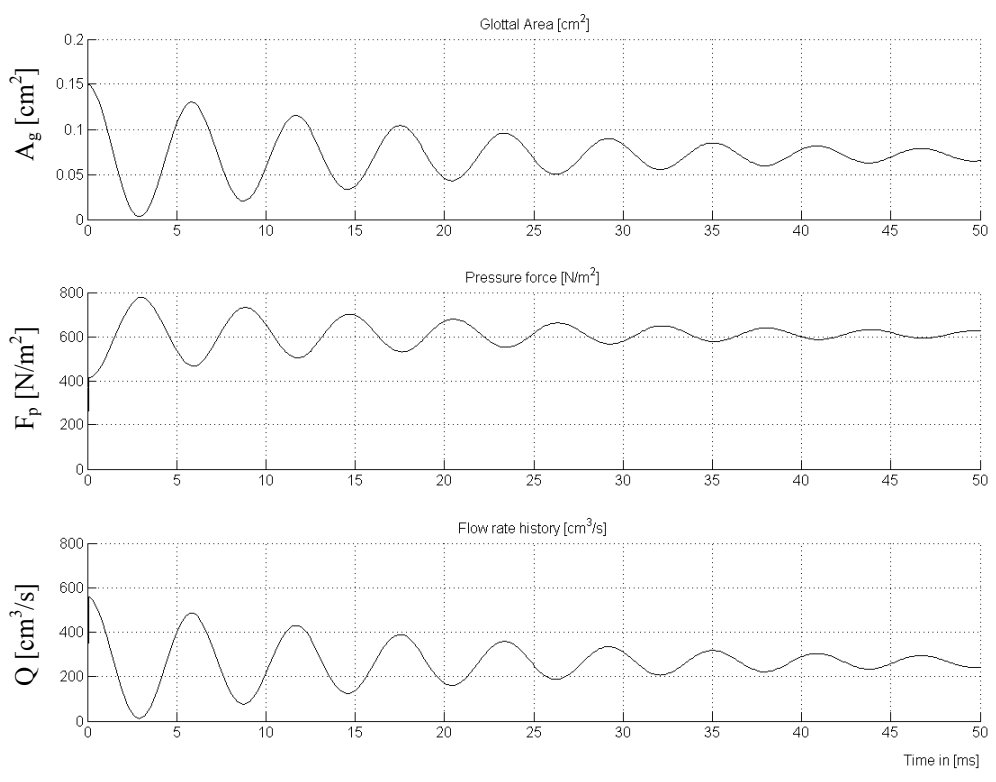 Glottal Area [cm²]
A_g [cm²]
0.2
0.15
0.1
0.05
0
0 5 10 15 20 25 30 35 40 45 50
Pressure force [N/m²]
F_p [N/m²]
800
600
400
200
0
0 5 10 15 20 25 30 35 40 45 50
Flow rate history [cm³/s]
Q [cm³/s]
800
600
400
200
0
0 5 10 15 20 25 30 35 40 45 50
Time in [ms]